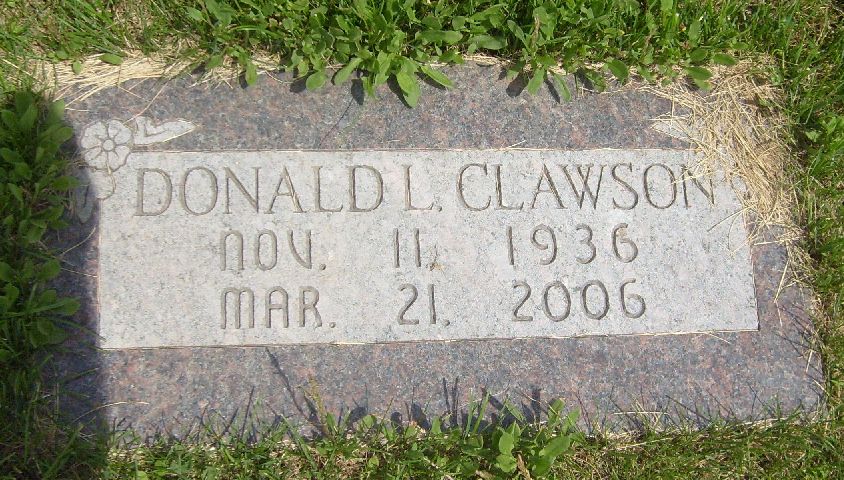 DONALD L. CLAWSON
NOV. 11, 1936
MAR. 21. 2006